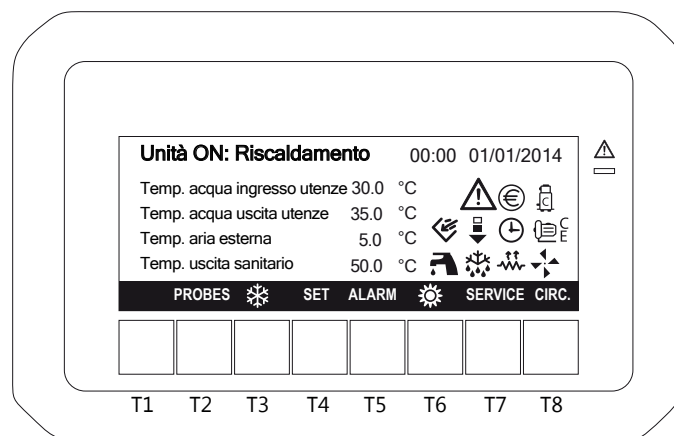 Unità ON: Riscaldamento 00:00 01/01/2014
Temp. acqua ingresso utenze 30.0 °C
Temp. acqua uscita utenze 35.0 °C
Temp. aria esterna 5.0 °C
Temp. uscita sanitario 50.0 °C
€ C
C
E
PROBES SET ALARM SERVICE CIRC.
T1 T2 T3 T4 T5 T6 T7 T8